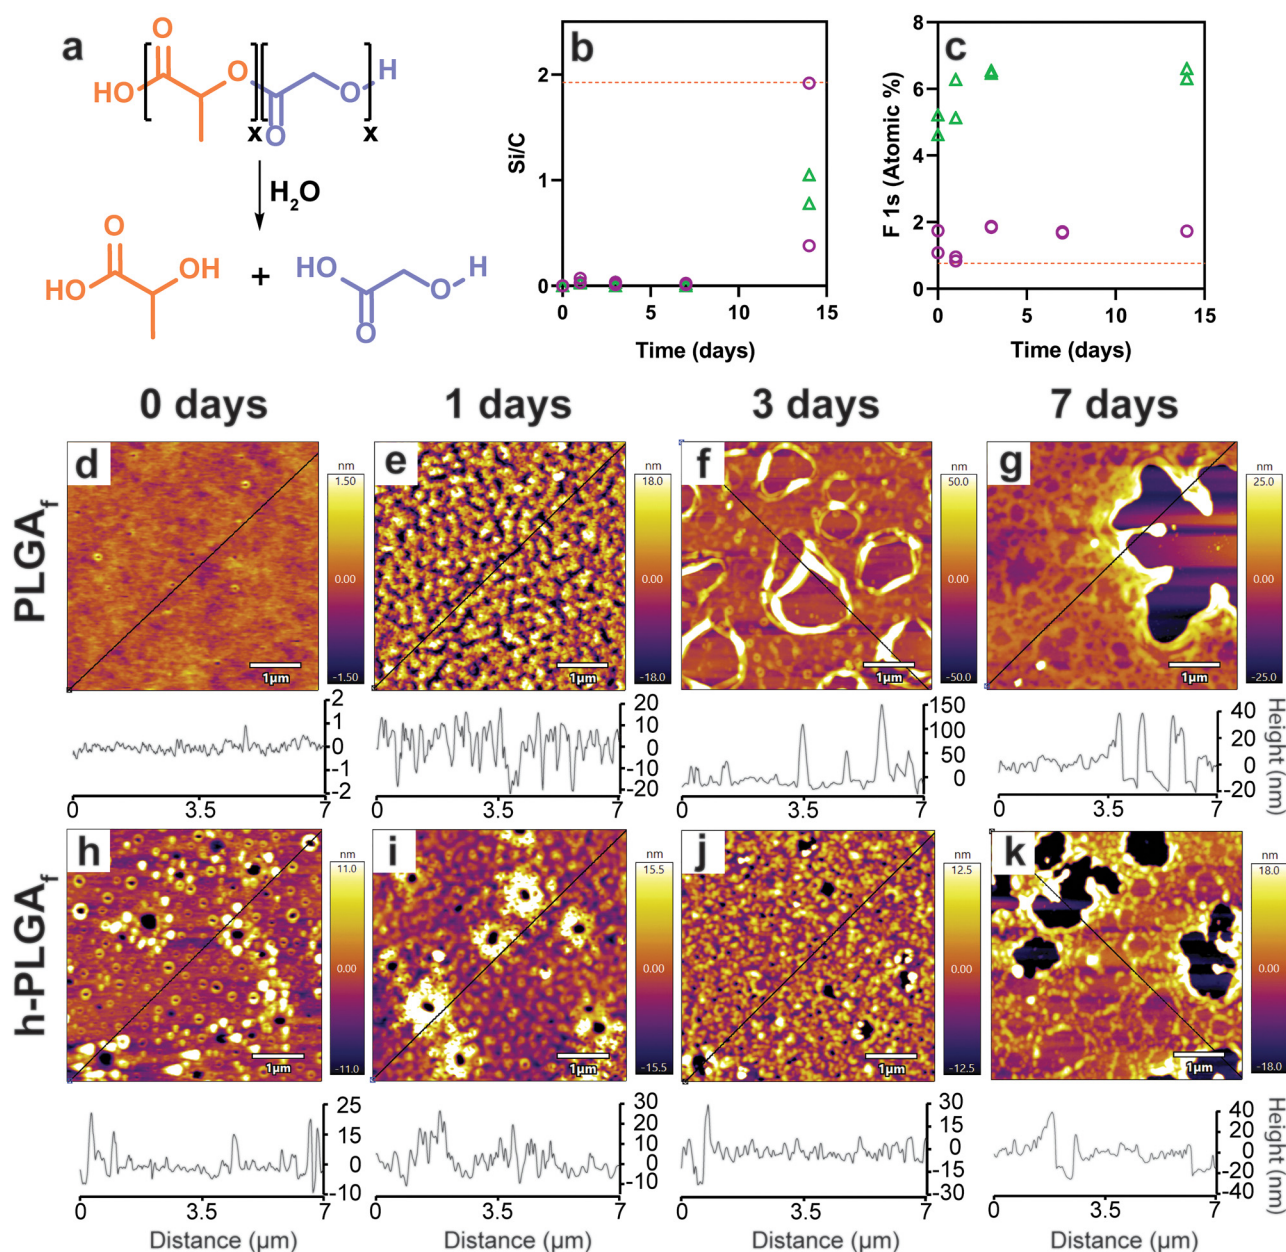 a
O
HO
O
O
O
H
x
x
H2O
O
HO
OH
+
HO
O
O
H
b
Si/C
2
1
0
0
5
10
15
Time (days)
c
F 1s (Atomic %)
8
6
4
2
0
0
5
10
15
Time (days)
0 days
1 days
3 days
7 days
PLGAf
d
1μm
nm
1.50
0.00
-1.50
e
1μm
nm
18.0
0.00
-18.0
f
1μm
nm
50.0
0.00
-50.0
g
1μm
nm
25.0
0.00
-25.0
2
1
0
-1
-2
0
3.5
7
20
10
0
-10
-20
0
3.5
7
150
100
50
0
0
3.5
7
40
20
0
-20
0
3.5
7
Height (nm)
h-PLGAf
h
1μm
nm
11.0
0.00
-11.0
i
1μm
nm
15.5
0.00
-15.5
j
1μm
nm
12.5
0.00
-12.5
k
1μm
nm
18.0
0.00
-18.0
25
15
0
-10
0
3.5
7
Distance (μm)
30
20
10
0
-10
0
3.5
7
Distance (μm)
30
15
0
-15
-30
0
3.5
7
Distance (μm)
40
20
0
-20
-40
0
3.5
7
Distance (μm)
Height (nm)